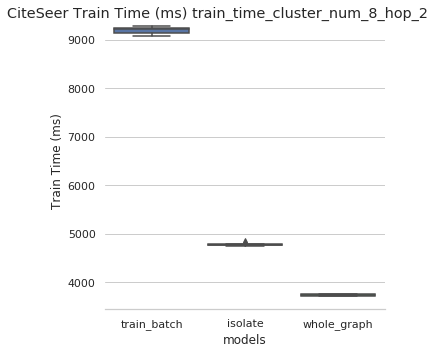 CiteSeer Train Time (ms) train_time_cluster_num_8_hop_2
9000
8000
7000
6000
5000
4000
Train Time (ms)
train_batch isolate whole_graph
models